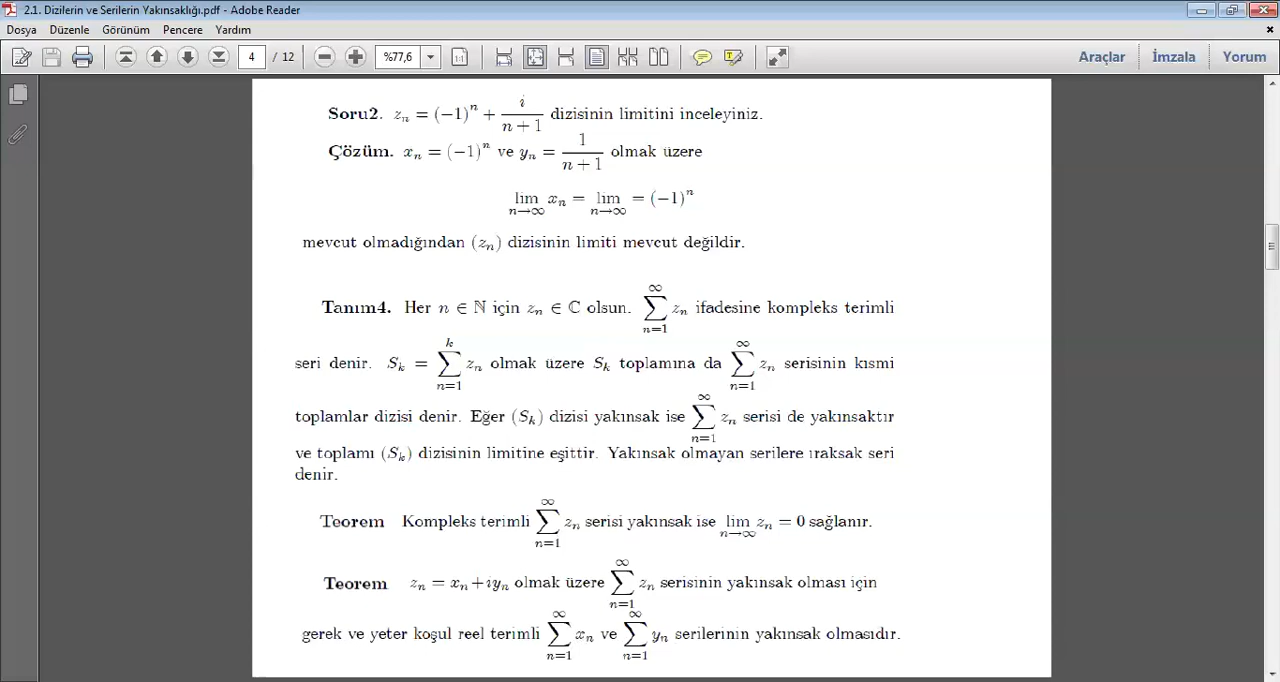 2.1. Dizilerin ve Serilerin Yakınsaklığı.pdf - Adobe Reader
Dosya Düzenle Görünüm Pencere Yardım
4 / 12 %77,6 Araçlar İmzala Yorum
Soru2. z_n = (−1)^n + i/(n+1) dizisinin limitini inceleyiniz.
Çözüm. x_n = (−1)^n ve y_n = 1/(n+1) olmak üzere
lim_{n→∞} x_n = lim_{n→∞} = (−1)^n
mevcut olmadığından (z_n) dizisinin limiti mevcut değildir.
Tanım4. Her n ∈ ℕ için z_n ∈ ℂ olsun. ∑_{n=1}^{∞} z_n ifadesine kompleks terimli
seri denir. S_k = ∑_{n=1}^{k} z_n olmak üzere S_k toplamına da ∑_{n=1}^{∞} z_n serisinin kısmi
toplamlar dizisi denir. Eğer (S_k) dizisi yakınsak ise ∑_{n=1}^{∞} z_n serisi de yakınsaktır
ve toplamı (S_k) dizisinin limitine eşittir. Yakınsak olmayan serilere ıraksak seri
denir.
Teorem Kompleks terimli ∑_{n=1}^{∞} z_n serisi yakınsak ise lim_{n→∞} z_n = 0 sağlanır.
Teorem z_n = x_n+iy_n olmak üzere ∑_{n=1}^{∞} z_n serisinin yakınsak olması için
gerek ve yeter koşul reel terimli ∑_{n=1}^{∞} x_n ve ∑_{n=1}^{∞} y_n serilerinin yakınsak olmasıdır.